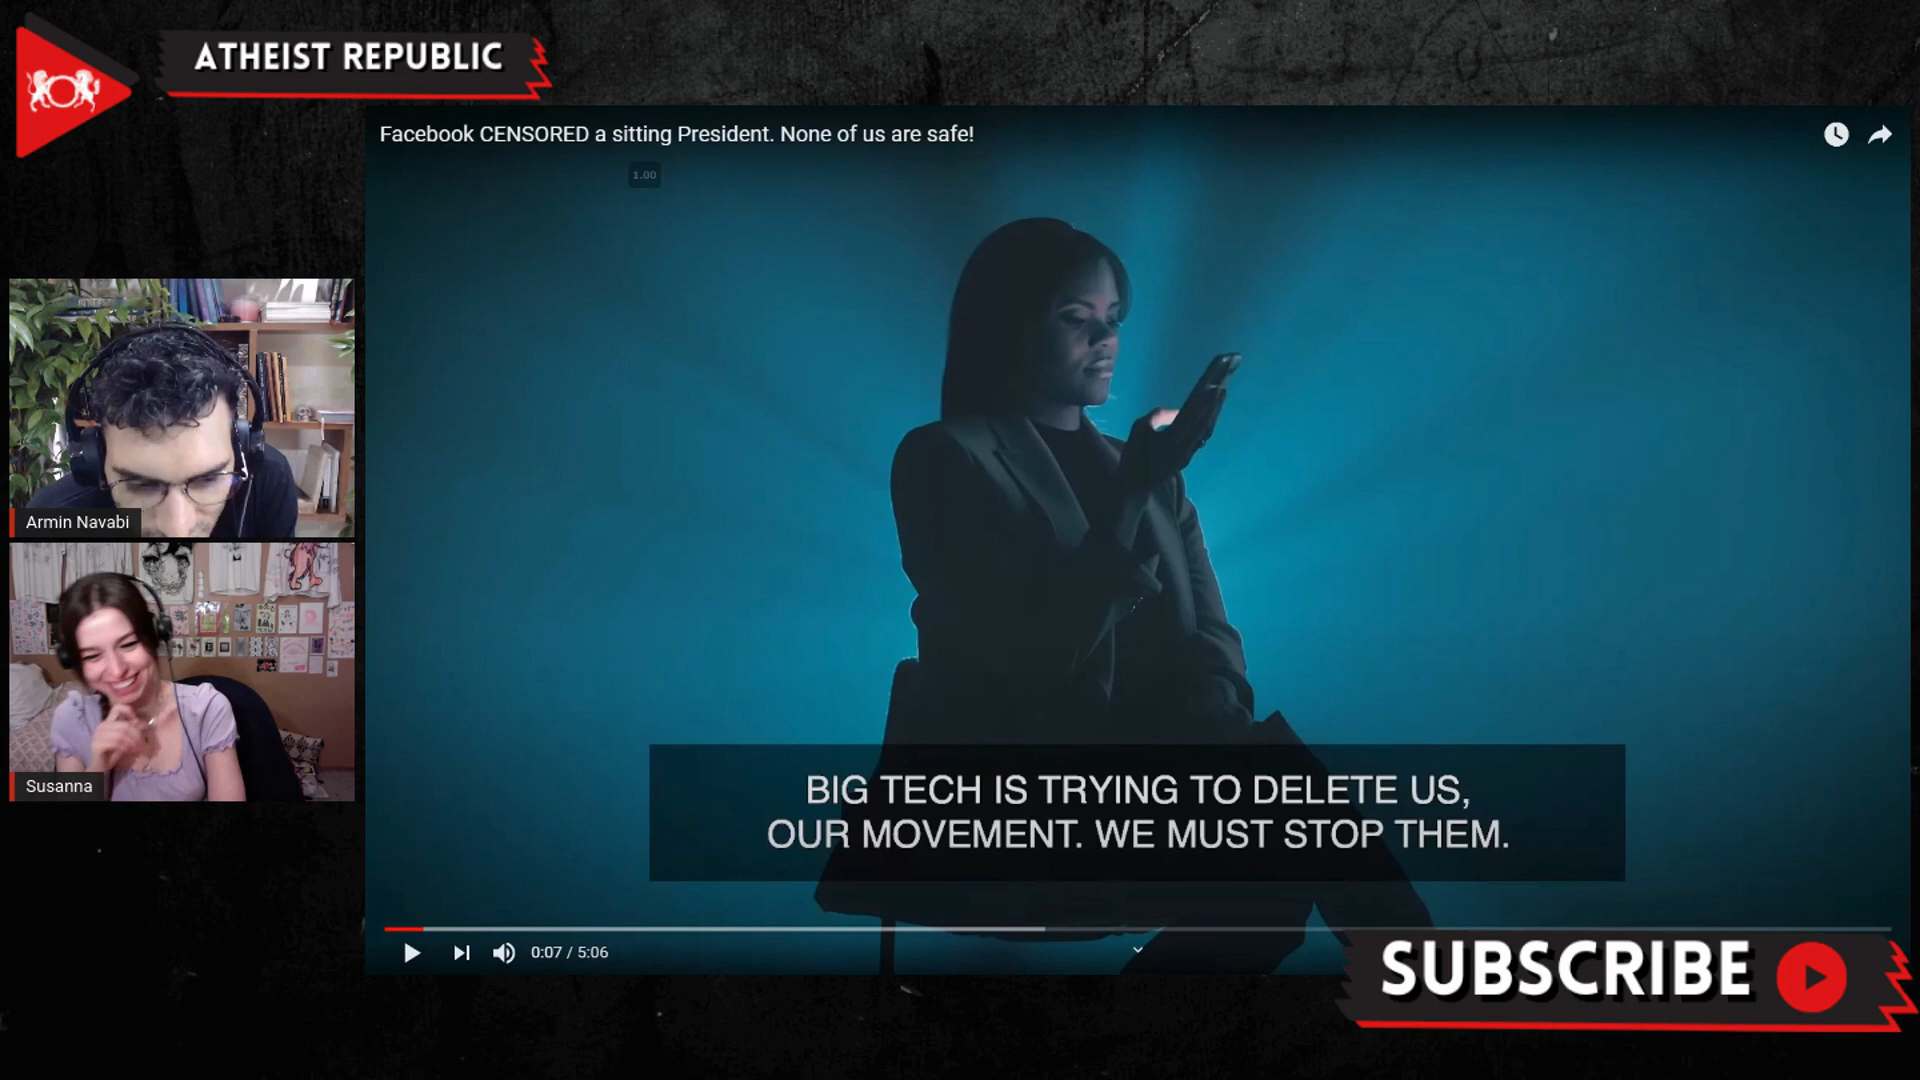 ATHEIST REPUBLIC
Facebook CENSORED a sitting President. None of us are safe!
1.00
Armin Navabi
Susanna
BIG TECH IS TRYING TO DELETE US,
OUR MOVEMENT. WE MUST STOP THEM.
0:07 / 5:06
SUBSCRIBE